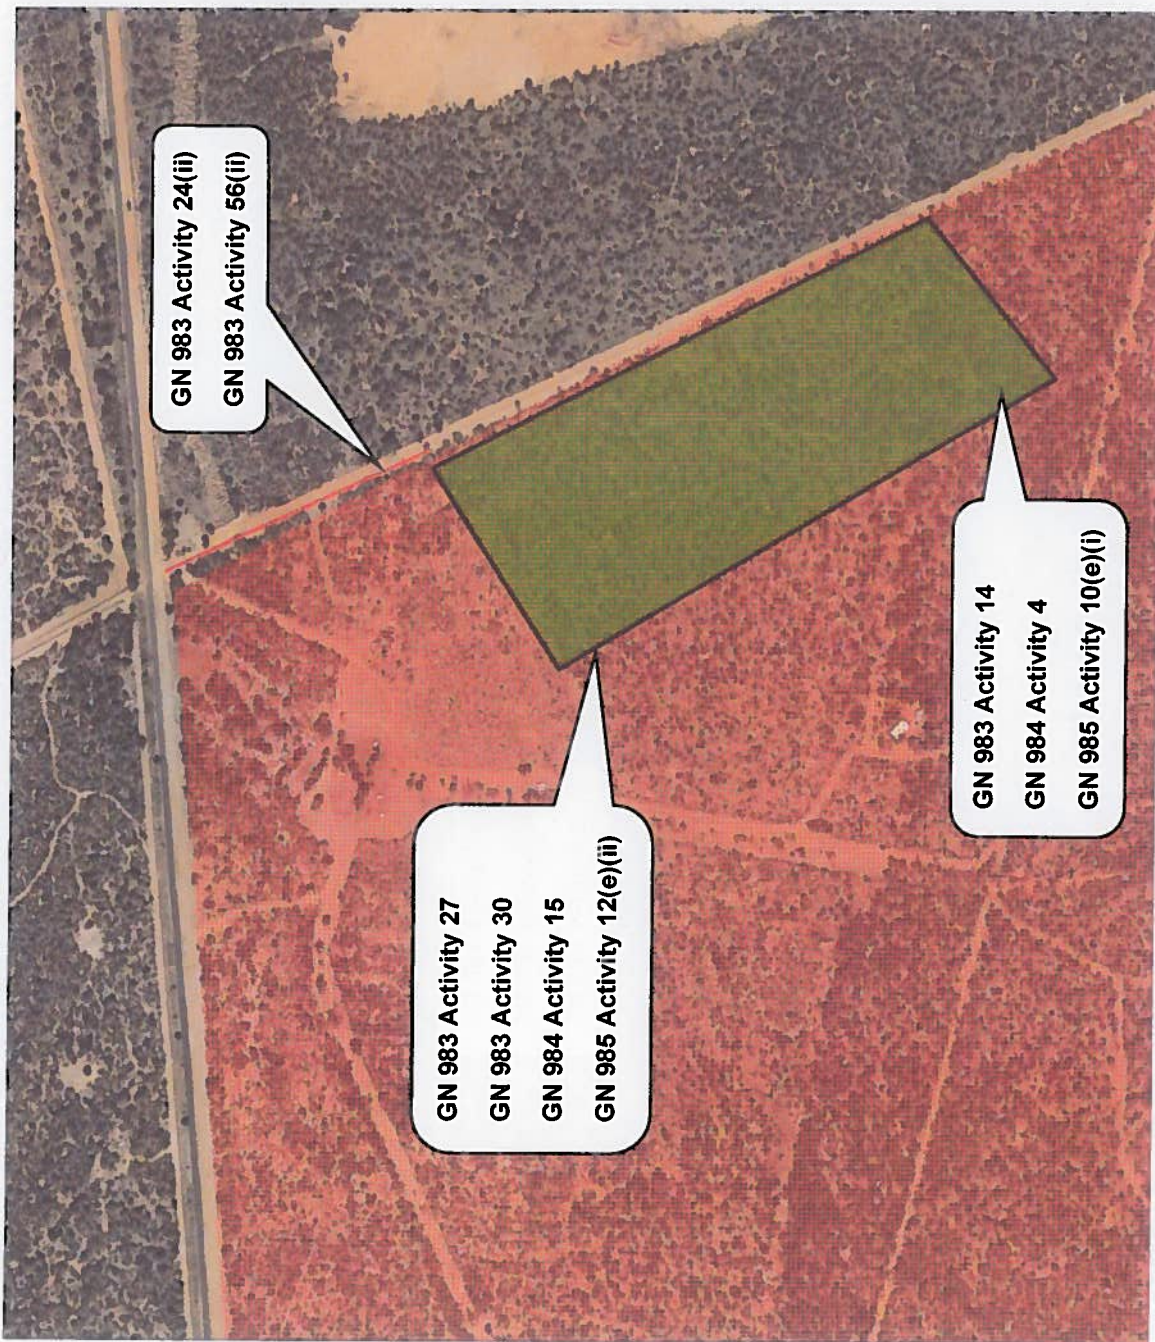 GN 983 Activity 24(ii)
GN 983 Activity 56(ii)
GN 983 Activity 27
GN 983 Activity 30
GN 984 Activity 15
GN 985 Activity 12(e)(ii)
GN 983 Activity 14
GN 984 Activity 4
GN 985 Activity 10(e)(i)